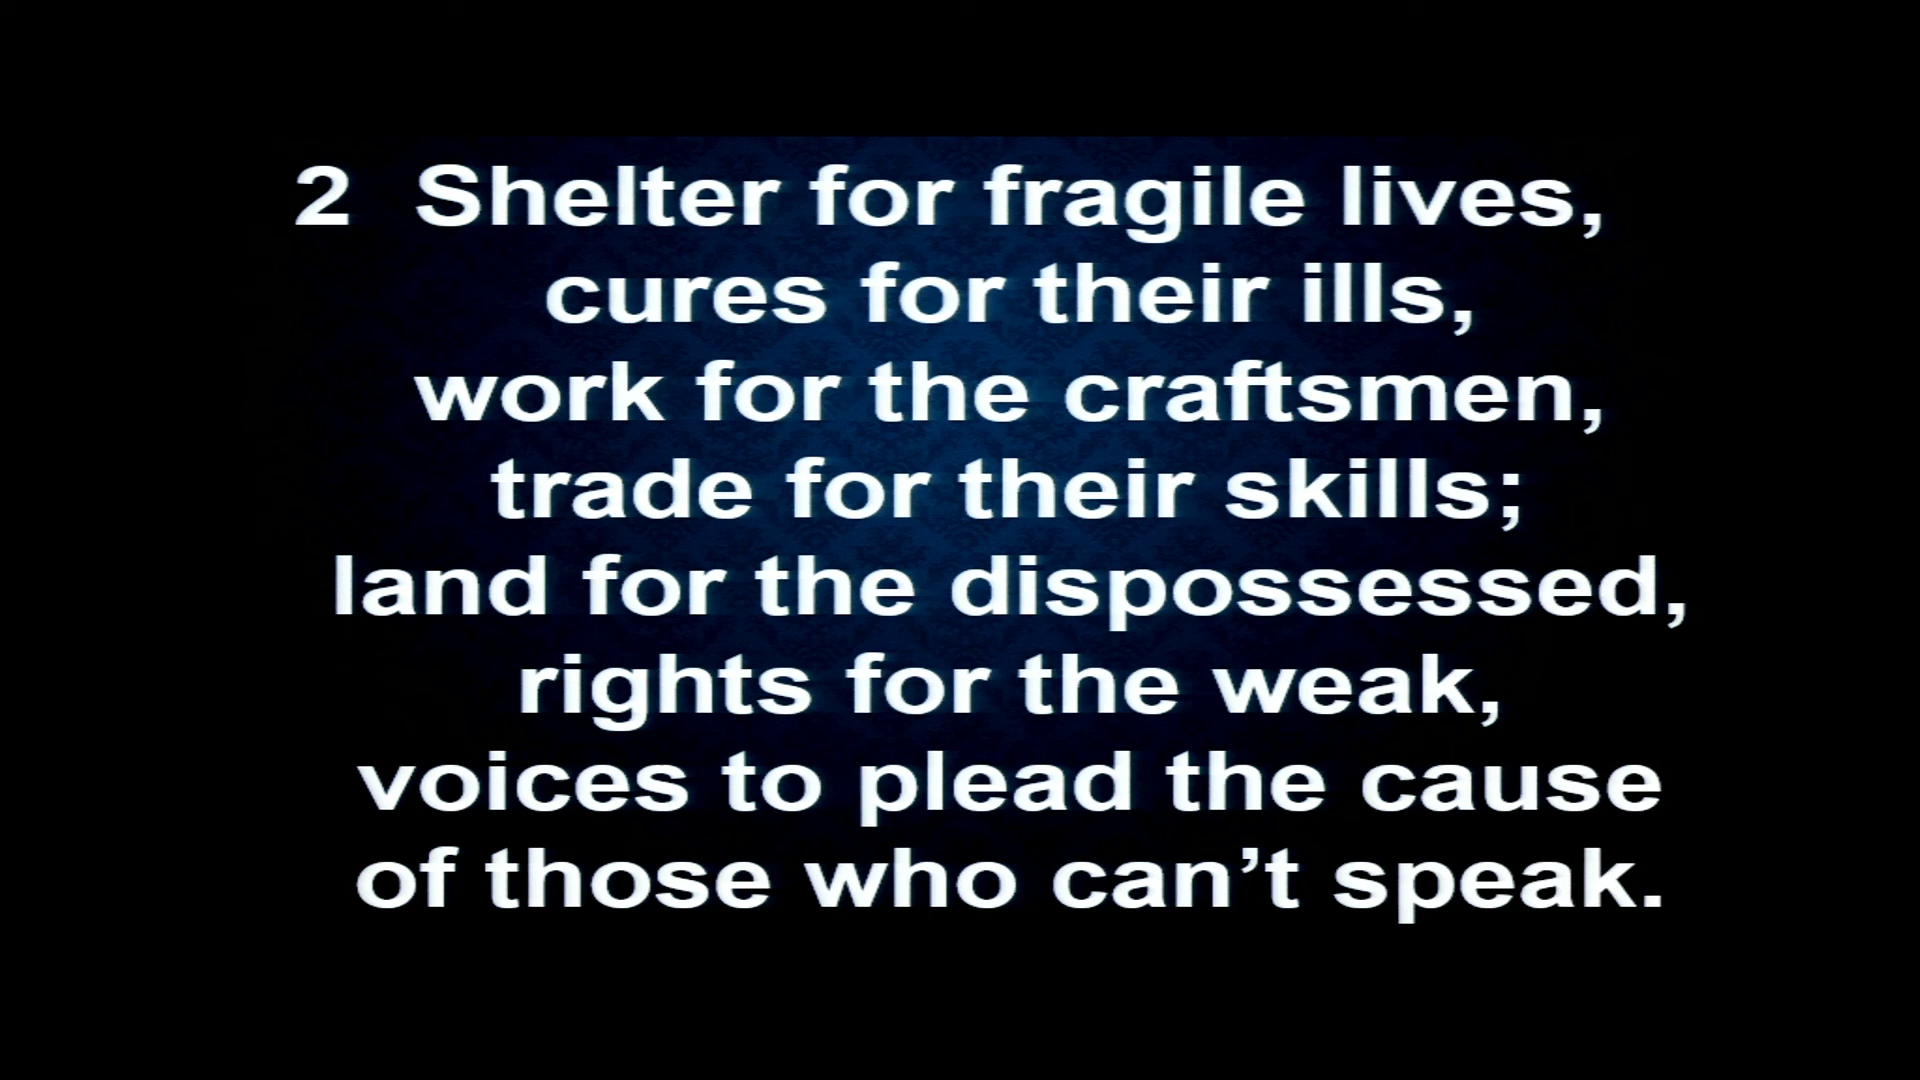 2 Shelter for fragile lives,
cures for their ills,
work for the craftsmen,
trade for their skills;
land for the dispossessed,
rights for the weak,
voices to plead the cause
of those who can’t speak.